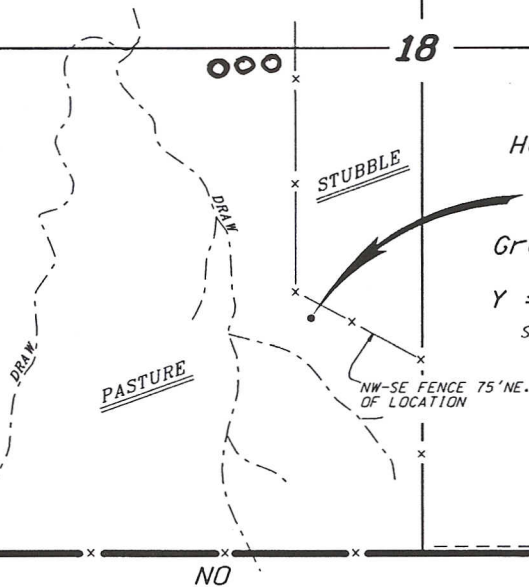 18
STUBBLE
DRAW
DRAW
PASTURE
NW-SE FENCE 75'NE.
OF LOCATION
Y =
NO